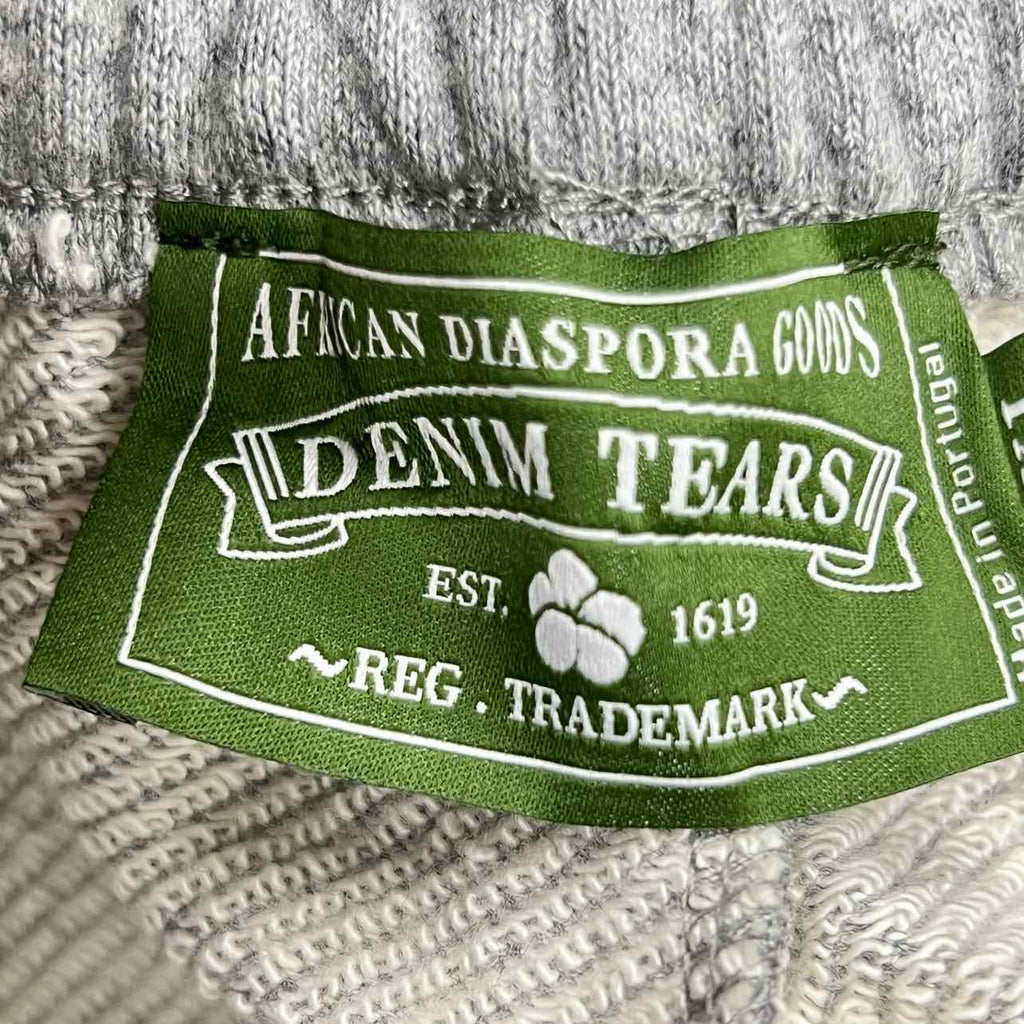 AFRICAN DIASPORA GOODS
DENIM TEARS
EST. 1619
~REG . TRADEMARK~
Made in Portugal